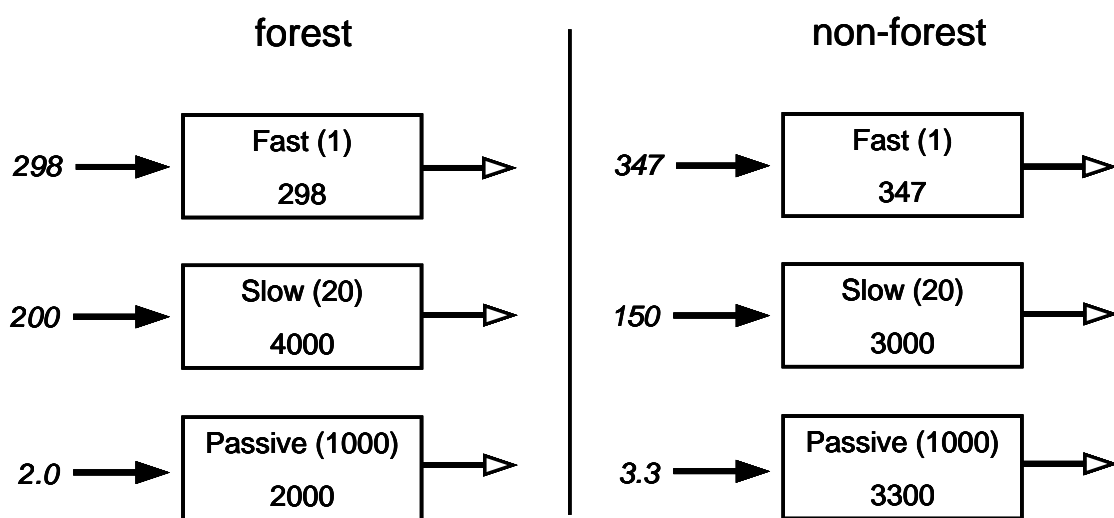 forest
298
Fast (1)
298
200
Slow (20)
4000
2.0
Passive (1000)
2000
non-forest
347
Fast (1)
347
150
Slow (20)
3000
3.3
Passive (1000)
3300